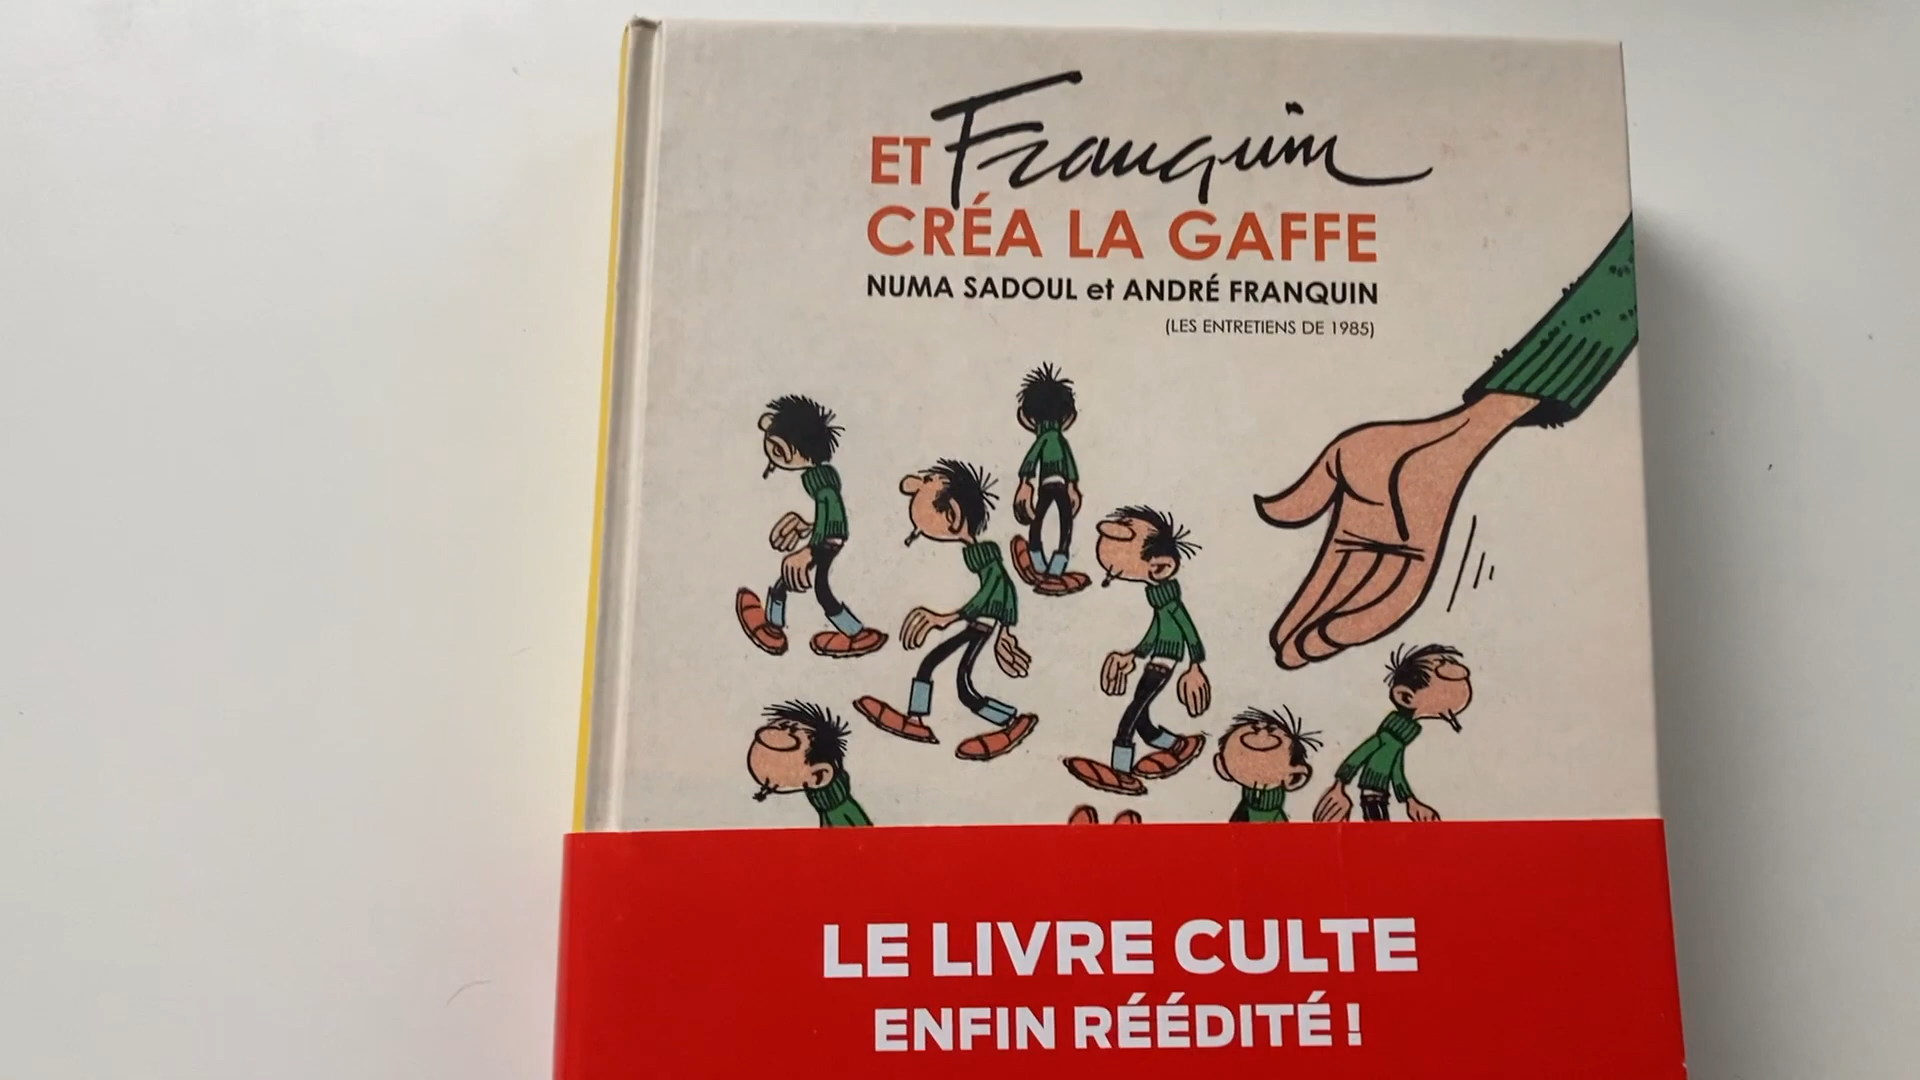 ET Franquin
CRÉA LA GAFFE
NUMA SADOUL et ANDRÉ FRANQUIN
(LES ENTRETIENS DE 1985)
LE LIVRE CULTE
ENFIN RÉÉDITÉ !